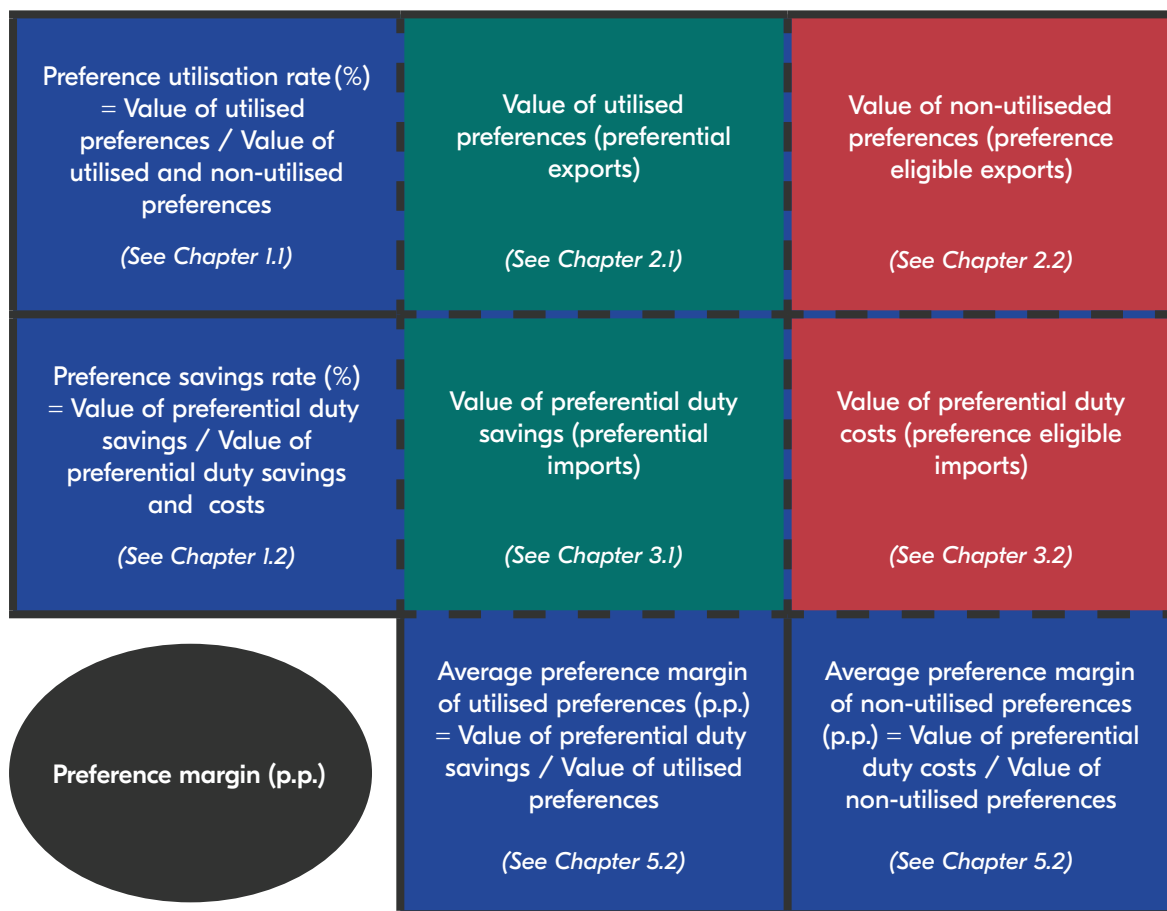 Preference utilisation rate (%)
= Value of utilised
preferences / Value of
utilised and non-utilised
preferences
(See Chapter 1.1)
Value of utilised
preferences (preferential
exports)
(See Chapter 2.1)
Value of non-utiliseded
preferences (preference
eligible exports)
(See Chapter 2.2)
Preference savings rate (%)
= Value of preferential duty
savings / Value of
preferential duty savings
and costs
(See Chapter 1.2)
Value of preferential duty
savings (preferential
imports)
(See Chapter 3.1)
Value of preferential duty
costs (preference eligible
imports)
(See Chapter 3.2)
Preference margin (p.p.)
Average preference margin
of utilised preferences (p.p.)
= Value of preferential duty
savings / Value of utilised
preferences
(See Chapter 5.2)
Average preference margin
of non-utilised preferences
(p.p.) = Value of preferential
duty costs / Value of
non-utilised preferences
(See Chapter 5.2)